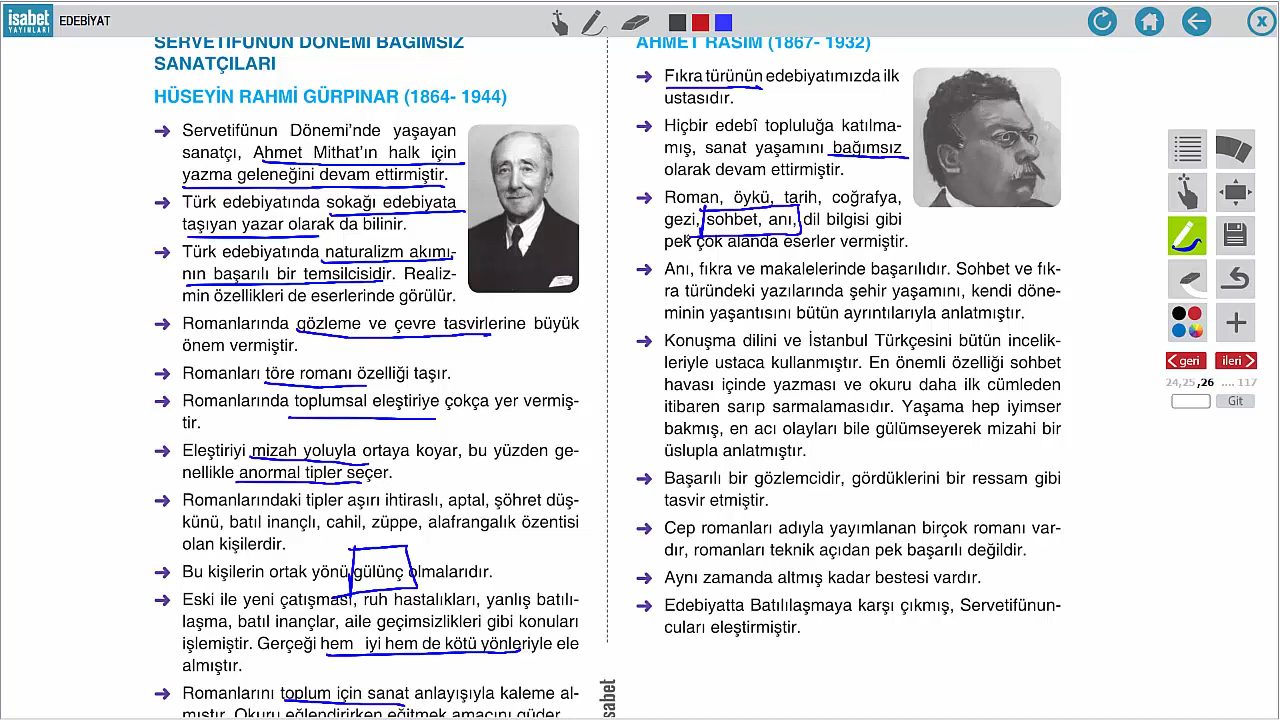 isabet
YAYINLARI
EDEBİYAT
SERVETİFÜNUN DÖNEMİ BAĞIMSIZ
SANATÇILARI
HÜSEYİN RAHMİ GÜRPINAR (1864- 1944)
Servetifünun Dönemi’nde yaşayan
sanatçı, Ahmet Mithat’ın halk için
yazma geleneğini devam ettirmiştir.
Türk edebiyatında sokağı edebiyata
taşıyan yazar olarak da bilinir.
Türk edebiyatında naturalizm akımı-
nın başarılı bir temsilcisidir. Realiz-
min özellikleri de eserlerinde görülür.
Romanlarında gözleme ve çevre tasvirlerine büyük
önem vermiştir.
Romanları töre romanı özelliği taşır.
Romanlarında toplumsal eleştiriye çokça yer vermiş-
tir.
Eleştiriyi mizah yoluyla ortaya koyar, bu yüzden ge-
nellikle anormal tipler seçer.
Romanlarındaki tipler aşırı ihtiraslı, aptal, şöhret düş-
künü, batıl inançlı, cahil, züppe, alafrangalık özentisi
olan kişilerdir.
Bu kişilerin ortak yönü gülünç olmalarıdır.
Eski ile yeni çatışması, ruh hastalıkları, yanlış batılı-
laşma, batıl inançlar, aile geçimsizlikleri gibi konuları
işlemiştir. Gerçeği hem iyi hem de kötü yönleriyle ele
almıştır.
Romanlarını toplum için sanat anlayışıyla kaleme al-
mıştır. Okuru eğlendirirken eğitmek amacını güder.
isabet
AHMET RASİM (1867- 1932)
Fıkra türünün edebiyatımızda ilk
ustasıdır.
Hiçbir edebî topluluğa katılma-
mış, sanat yaşamını bağımsız
olarak devam ettirmiştir.
Roman, öykü, tarih, coğrafya,
gezi, sohbet, anı, dil bilgisi gibi
pek çok alanda eserler vermiştir.
Anı, fıkra ve makalelerinde başarılıdır. Sohbet ve fık-
ra türündeki yazılarında şehir yaşamını, kendi döne-
minin yaşantısını bütün ayrıntılarıyla anlatmıştır.
Konuşma dilini ve İstanbul Türkçesini bütün incelik-
leriyle ustaca kullanmıştır. En önemli özelliği sohbet
havası içinde yazması ve okuru daha ilk cümleden
itibaren sarıp sarmalamasıdır. Yaşama hep iyimser
bakmış, en acı olayları bile gülümseyerek mizahi bir
üslupla anlatmıştır.
Başarılı bir gözlemcidir, gördüklerini bir ressam gibi
tasvir etmiştir.
Cep romanları adıyla yayımlanan birçok romanı var-
dır, romanları teknik açıdan pek başarılı değildir.
Aynı zamanda altmış kadar bestesi vardır.
Edebiyatta Batılılaşmaya karşı çıkmış, Servetifünun-
cuları eleştirmiştir.
geri ileri
24,25,26 .... 117
Git